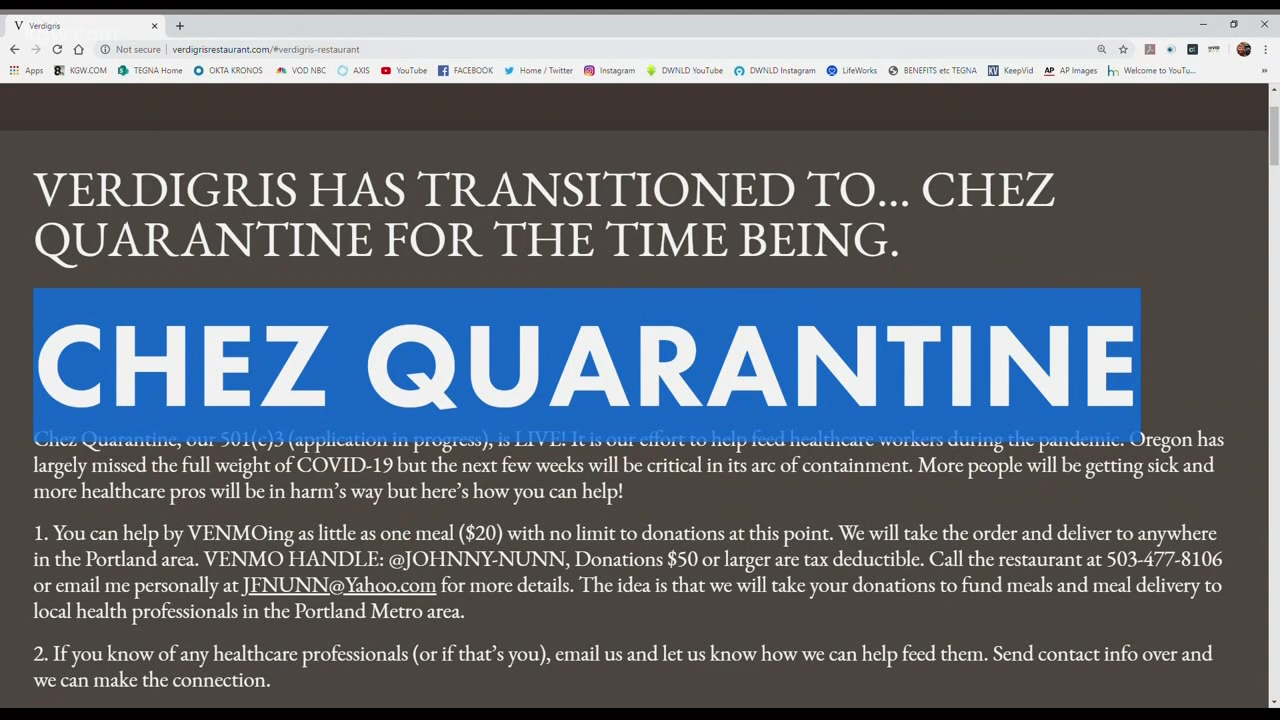 V Verdigris
Not secure verdigrisrestaurant.com/#verdigris-restaurant
Apps KGW.COM TEGNA Home OKTA KRONOS VOD NBC AXIS YouTube FACEBOOK Home / Twitter Instagram DWNLD YouTube DWNLD Instagram LifeWorks BENEFITS etc TEGNA KeepVid AP AP Images Welcome to YouTu...
VERDIGRIS HAS TRANSITIONED TO... CHEZ
QUARANTINE FOR THE TIME BEING.
CHEZ QUARANTINE
Chez Quarantine, our 501(c)3 (application in progress), is LIVE! It is our effort to help feed healthcare workers during the pandemic. Oregon has
largely missed the full weight of COVID-19 but the next few weeks will be critical in its arc of containment. More people will be getting sick and
more healthcare pros will be in harm's way but here's how you can help!
1. You can help by VENMOing as little as one meal ($20) with no limit to donations at this point. We will take the order and deliver to anywhere
in the Portland area. VENMO HANDLE: @JOHNNY-NUNN, Donations $50 or larger are tax deductible. Call the restaurant at 503-477-8106
or email me personally at JFNUNN@Yahoo.com for more details. The idea is that we will take your donations to fund meals and meal delivery to
local health professionals in the Portland Metro area.
2. If you know of any healthcare professionals (or if that's you), email us and let us know how we can help feed them. Send contact info over and
we can make the connection.